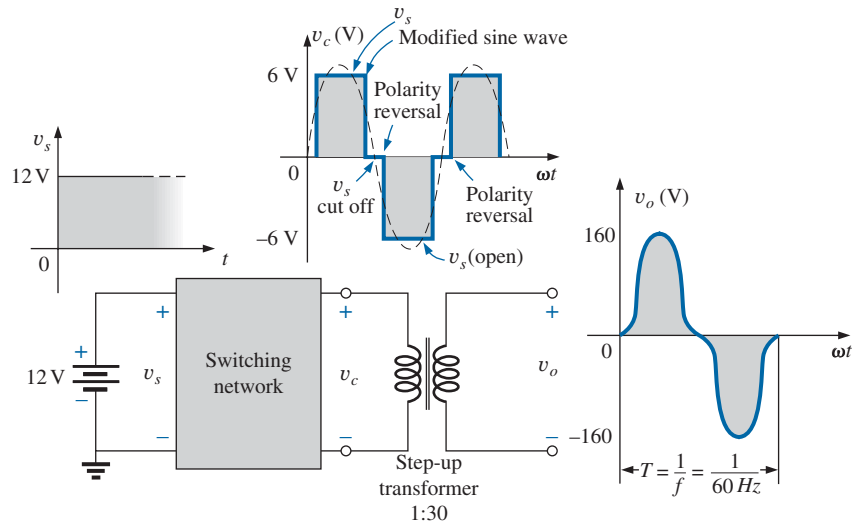 v_c (V)
v_s
Modified sine wave
6 V
Polarity
reversal
0
v_s
cut off
Polarity
reversal
ωt
–6 V
v_s(open)
v_s
12 V
0
t
v_o (V)
160
0
ωt
–160
T = 1/f = 1/60 Hz
12 V
+
–
+
v_s
–
Switching
network
+
v_c
–
Step-up
transformer
1:30
+
v_o
–